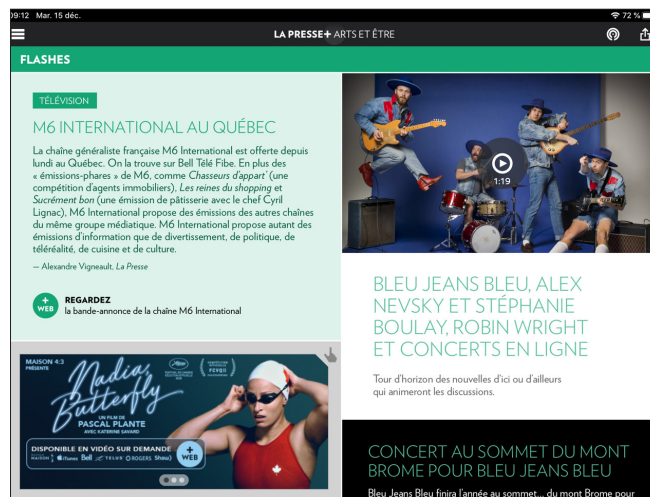 09:12 Mar. 15 déc.
72 %
LA PRESSE+ ARTS ET ÊTRE
FLASHES
TÉLÉVISION
M6 INTERNATIONAL AU QUÉBEC
La chaîne généraliste française M6 International est offerte depuis
lundi au Québec. On la trouve sur Bell Télé Fibe. En plus des
« émissions-phares » de M6, comme Chasseurs d'appart' (une
compétition d'agents immobiliers), Les reines du shopping et
Sucrément bon (une émission de pâtisserie avec le chef Cyril
Lignac), M6 International propose des émissions des autres chaînes
du même groupe médiatique. M6 International propose autant des
émissions d'information que de divertissement, de politique, de
téléréalité, de cuisine et de culture.
— Alexandre Vigneault, La Presse
+
WEB
REGARDEZ
la bande-annonce de la chaîne M6 International
MAISON 4:3
PRÉSENTE
Nadia,
Butterfly
UN FILM DE
PASCAL PLANTE
AVEC KATERINE SAVARD
DISPONIBLE EN VIDÉO SUR DEMANDE
+
WEB
MAISON 4:3 iTunes Bell TELUS ROGERS Shaw)
1:19
BLEU JEANS BLEU, ALEX
NEVSKY ET STÉPHANIE
BOULAY, ROBIN WRIGHT
ET CONCERTS EN LIGNE
Tour d'horizon des nouvelles d'ici ou d'ailleurs
qui animeront les discussions.
CONCERT AU SOMMET DU MONT
BROME POUR BLEU JEANS BLEU
Bleu Jeans Bleu finira l'année au sommet… du mont Brome pour